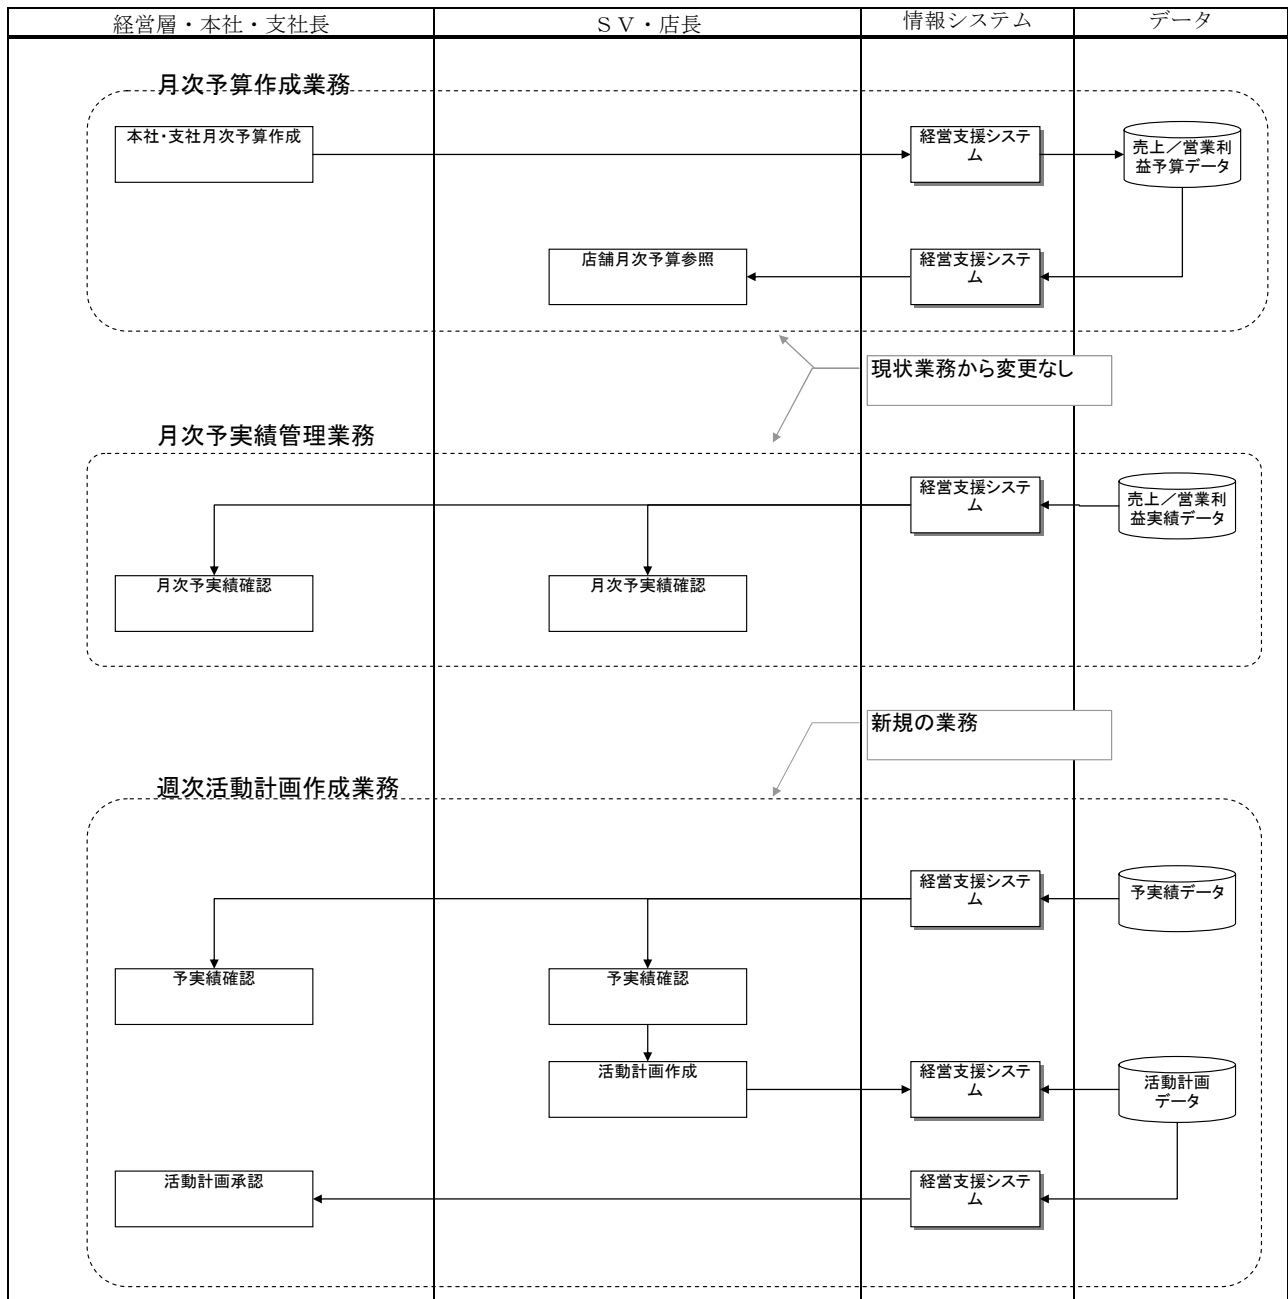 経営層・本社・支社長
ＳＶ・店長
情報システム
データ
月次予算作成業務
本社・支社月次予算作成
経営支援システ
ム
売上／営業利
益予算データ
店舗月次予算参照
経営支援システ
ム
現状業務から変更なし
月次予実績管理業務
経営支援システ
ム
売上／営業利
益実績データ
月次予実績確認
月次予実績確認
新規の業務
週次活動計画作成業務
経営支援システ
ム
予実績データ
予実績確認
予実績確認
活動計画作成
経営支援システ
ム
活動計画
データ
活動計画承認
経営支援システ
ム